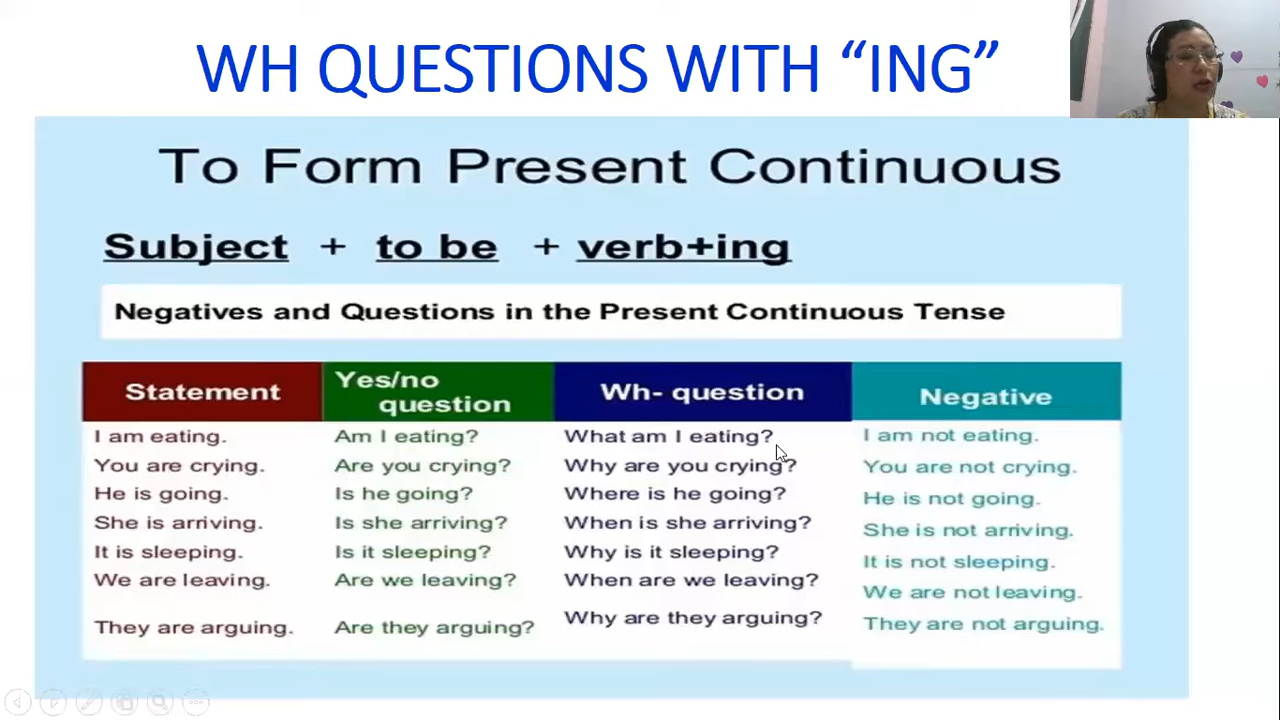 WH QUESTIONS WITH “ING”
To Form Present Continuous
Subject + to be + verb+ing
Negatives and Questions in the Present Continuous Tense
Statement
I am eating.
You are crying.
He is going.
She is arriving.
It is sleeping.
We are leaving.
They are arguing.
Yes/no
question
Am I eating?
Are you crying?
Is he going?
Is she arriving?
Is it sleeping?
Are we leaving?
Are they arguing?
Wh- question
What am I eating?
Why are you crying?
Where is he going?
When is she arriving?
Why is it sleeping?
When are we leaving?
Why are they arguing?
Negative
I am not eating.
You are not crying.
He is not going.
She is not arriving.
It is not sleeping.
We are not leaving.
They are not arguing.